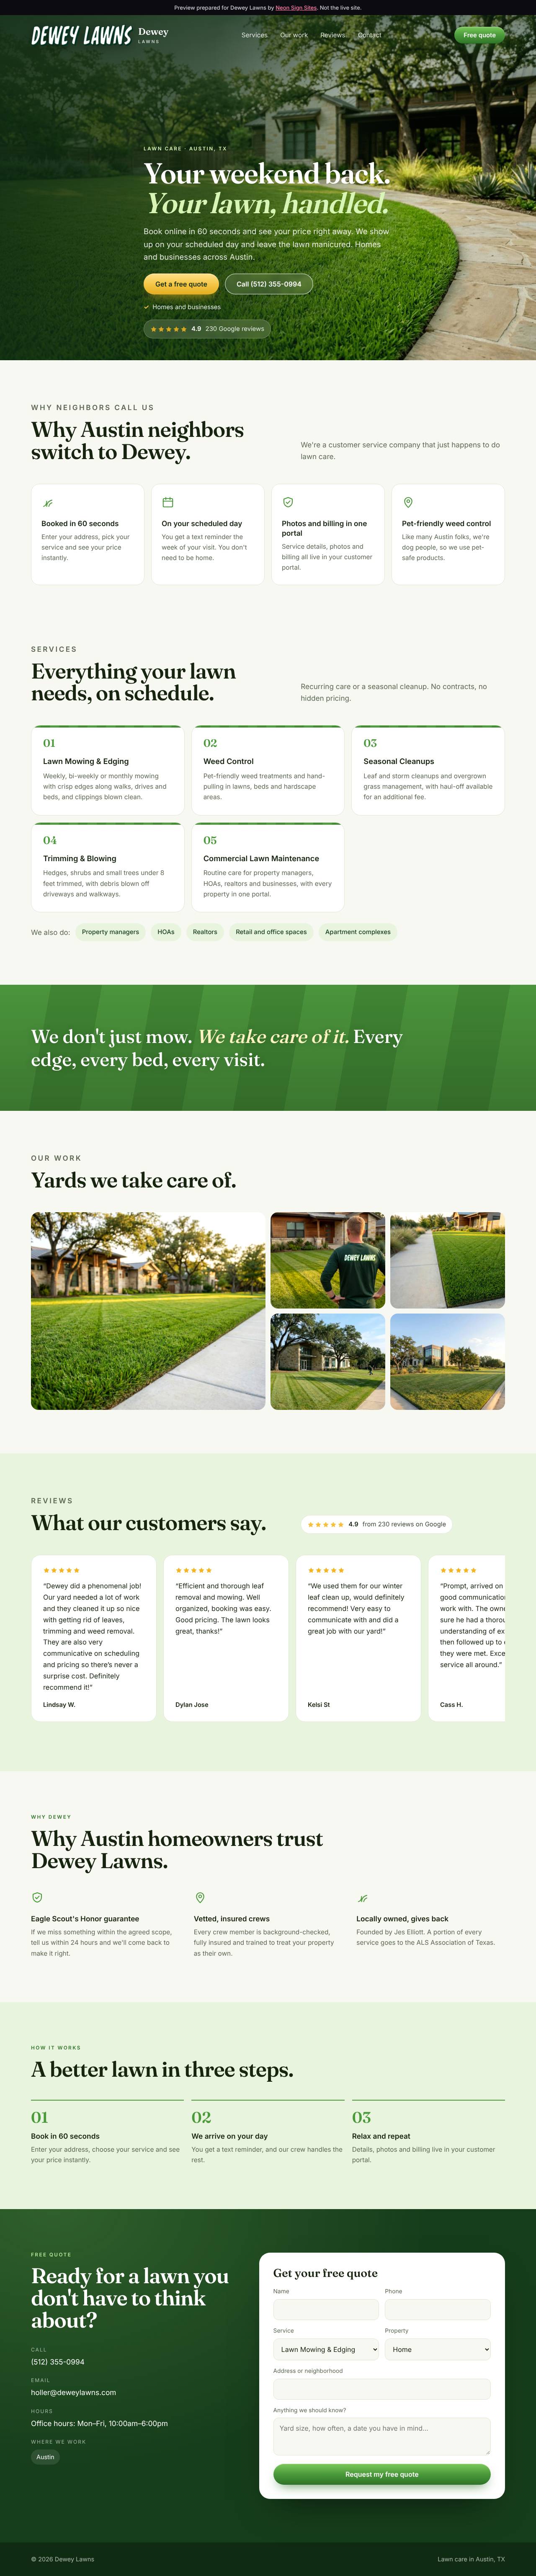 Preview prepared for Dewey Lawns by Neon Sign Sites. Not the live site.
DEWEY LAWNS
Dewey
LAWNS
Services
Our work
Reviews
Contact
Free quote
LAWN CARE · AUSTIN, TX
Your weekend back.
Your lawn, handled.
Book online in 60 seconds and see your price right away. We show
up on your scheduled day and leave the lawn manicured. Homes
and businesses across Austin.
Get a free quote
Call (512) 355-0994
✓ Homes and businesses
★★★★★ 4.9 230 Google reviews
WHY NEIGHBORS CALL US
Why Austin neighbors
switch to Dewey.
We're a customer service company that just happens to do
lawn care.
Booked in 60 seconds
Enter your address, pick your
service and see your price
instantly.
On your scheduled day
You get a text reminder the
week of your visit. You don't
need to be home.
Photos and billing in one
portal
Service details, photos and
billing all live in your customer
portal.
Pet-friendly weed control
Like many Austin folks, we're
dog people, so we use pet-
safe products.
SERVICES
Everything your lawn
needs, on schedule.
Recurring care or a seasonal cleanup. No contracts, no
hidden pricing.
01
Lawn Mowing & Edging
Weekly, bi-weekly or monthly mowing
with crisp edges along walks, drives and
beds, and clippings blown clean.
02
Weed Control
Pet-friendly weed treatments and hand-
pulling in lawns, beds and hardscape
areas.
03
Seasonal Cleanups
Leaf and storm cleanups and overgrown
grass management, with haul-off available
for an additional fee.
04
Trimming & Blowing
Hedges, shrubs and small trees under 8
feet trimmed, with debris blown off
driveways and walkways.
05
Commercial Lawn Maintenance
Routine care for property managers,
HOAs, realtors and businesses, with every
property in one portal.
We also do:
Property managers
HOAs
Realtors
Retail and office spaces
Apartment complexes
We don't just mow. We take care of it. Every
edge, every bed, every visit.
OUR WORK
Yards we take care of.
DEWEY LAWNS
REVIEWS
What our customers say.
★★★★★ 4.9 from 230 reviews on Google
★★★★★
“Dewey did a phenomenal job!
Our yard needed a lot of work
and they cleaned it up so nice
with getting rid of leaves,
trimming and weed removal.
They are also very
communicative on scheduling
and pricing so there's never a
surprise cost. Definitely
recommend it!”
Lindsay W.
★★★★★
“Efficient and thorough leaf
removal and mowing. Well
organized, booking was easy.
Good pricing. The lawn looks
great, thanks!”
Dylan Jose
★★★★★
“We used them for our winter
leaf clean up, would definitely
recommend! Very easy to
communicate with and did a
great job with our yard!”
Kelsi St
★★★★★
“Prompt, arrived on
good communication
work with. The owne
sure he had a thorou
understanding of ex
then followed up to
they were met. Exce
service all around.”
Cass H.
WHY DEWEY
Why Austin homeowners trust
Dewey Lawns.
Eagle Scout's Honor guarantee
If we miss something within the agreed scope,
tell us within 24 hours and we'll come back to
make it right.
Vetted, insured crews
Every crew member is background-checked,
fully insured and trained to treat your property
as their own.
Locally owned, gives back
Founded by Jes Elliott. A portion of every
service goes to the ALS Association of Texas.
HOW IT WORKS
A better lawn in three steps.
01
Book in 60 seconds
Enter your address, choose your service and see
your price instantly.
02
We arrive on your day
You get a text reminder, and our crew handles the
rest.
03
Relax and repeat
Details, photos and billing live in your customer
portal.
FREE QUOTE
Ready for a lawn you
don't have to think
about?
CALL
(512) 355-0994
EMAIL
holler@deweylawns.com
HOURS
Office hours: Mon–Fri, 10:00am–6:00pm
WHERE WE WORK
Austin
Get your free quote
Name
Phone
Service
Property
Lawn Mowing & Edging
Home
Address or neighborhood
Anything we should know?
Yard size, how often, a date you have in mind...
Request my free quote
© 2026 Dewey Lawns
Lawn care in Austin, TX